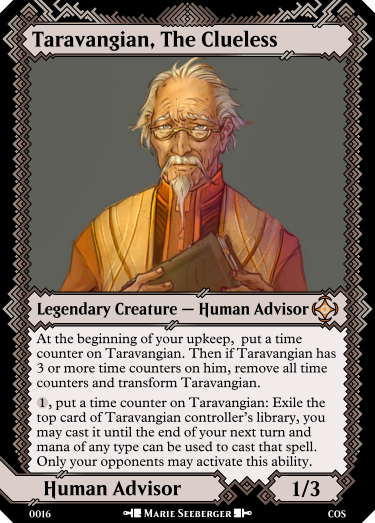 Taravangian, The Clueless
Legendary Creature — Human Advisor
At the beginning of your upkeep, put a time
counter on Taravangian. Then if Taravangian has
3 or more time counters on him, remove all time
counters and transform Taravangian.
1, put a time counter on Taravangian: Exile the
top card of Taravangian controller's library, you
may cast it until the end of your next turn and
mana of any type can be used to cast that spell.
Only your opponents may activate this ability.
Human Advisor
1/3
0016
Marie Seeberger
COS